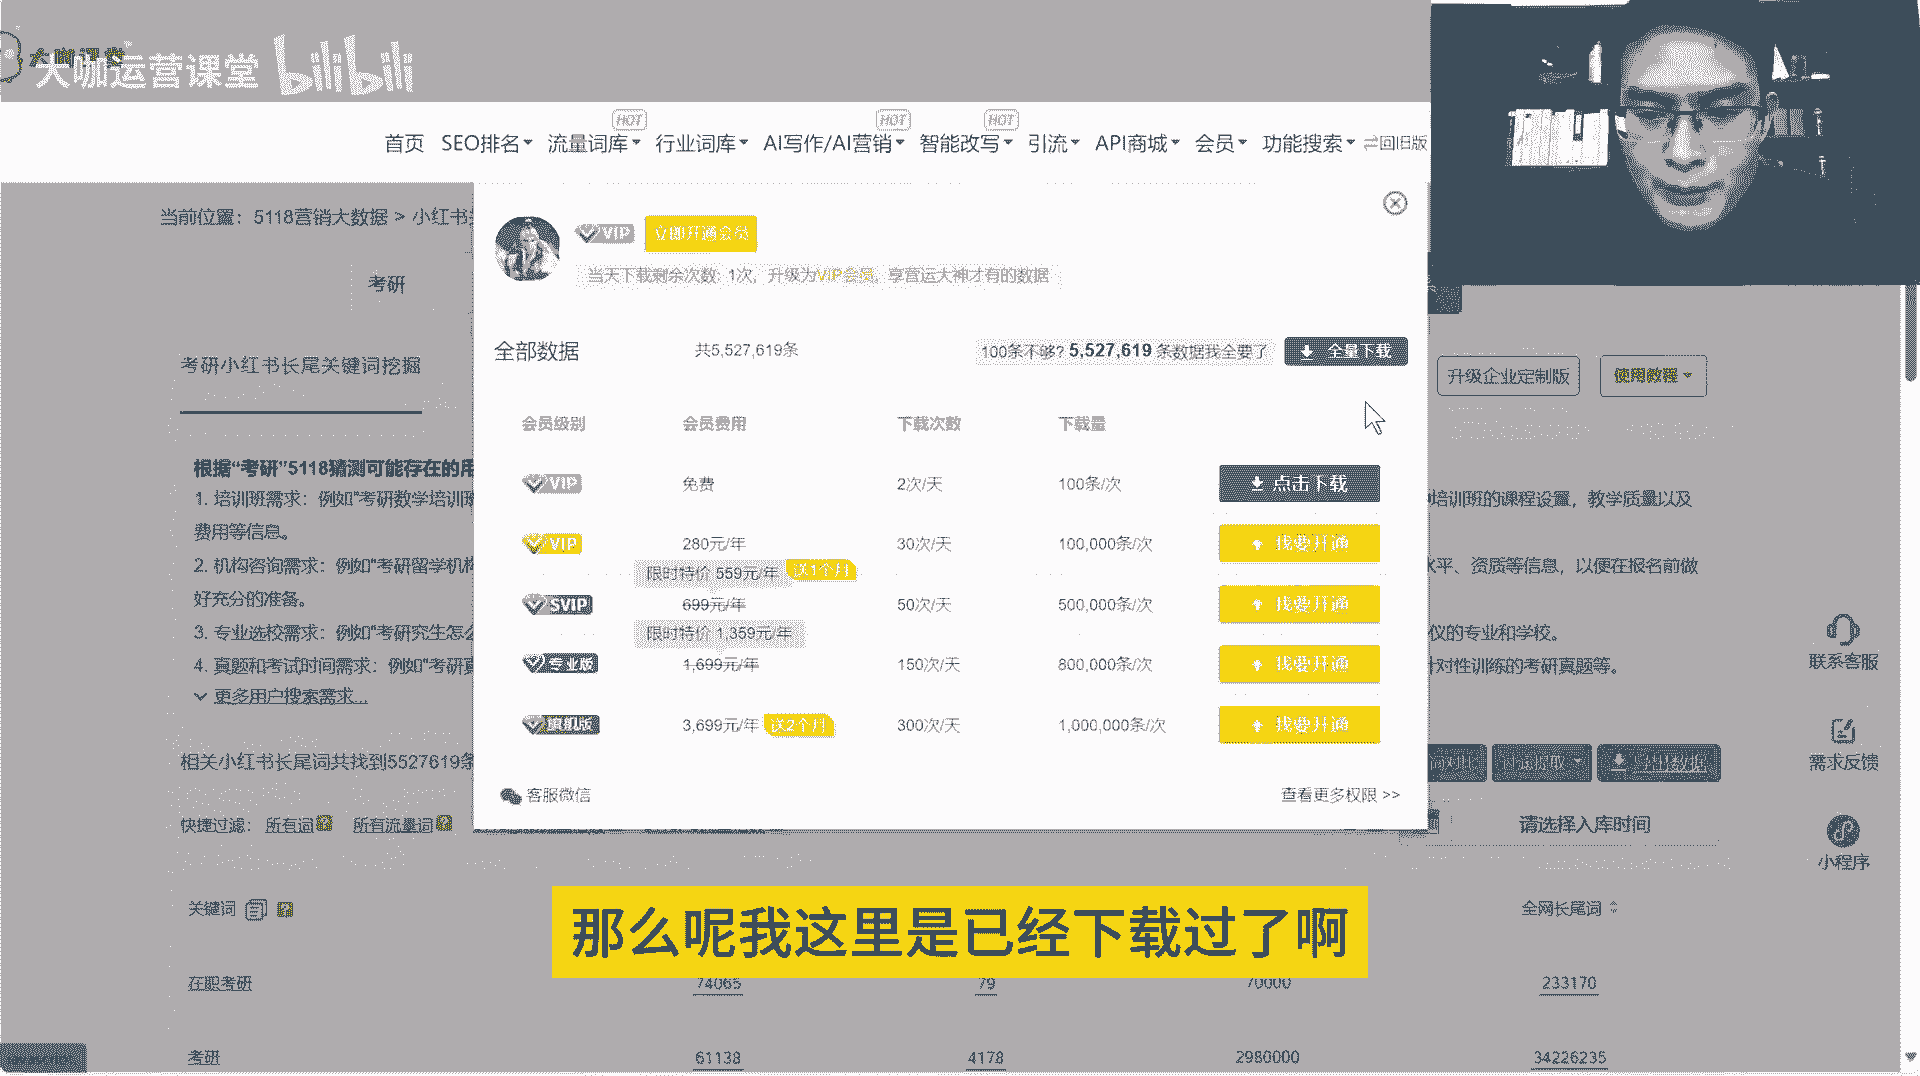 大咖运营课堂 bilibili
首页 SEO排名 流量词库 HOT 行业词库 AI写作/AI营销 HOT 智能改写 HOT 引流 API商城 会员 功能搜索 回旧版
当前位置：5118营销大数据 > 小红书
考研
考研小红书长尾关键词挖掘
升级企业定制版 使用教程
VIP 立即开通会员
当天下载剩余次数：1次，升级为VIP会员，享营运大神才有的数据
全部数据 共5,527,619条 100条不够? 5,527,619 条数据我全要了 全量下载
会员级别 会员费用 下载次数 下载量
VIP 免费 2次/天 100条/次 点击下载
VIP 280元/年 30次/天 100,000条/次 我要开通
限时特价 559元/年 送1个月
SVIP 699元/年 50次/天 500,000条/次 我要开通
限时特价 1,359元/年
专业版 1,699元/年 150次/天 800,000条/次 我要开通
旗舰版 3,699元/年 送2个月 300次/天 1,000,000条/次 我要开通
客服微信 查看更多权限 >>
根据“考研”5118猜测可能存在的用
1. 培训班需求：例如“考研数学培训班
培训班的课程设置，教学质量以及
费用等信息。
2. 机构咨询需求：例如“考研留学机构
水平、资质等信息，以便在报名前做
好充分的准备。
3. 专业选校需求：例如“考研究生怎么
仪的专业和学校。
4. 真题和考试时间需求：例如“考研真
针对性训练的考研真题等。
更多用户搜索需求...
相关小红书长尾词共找到5527619条
导出数据
快捷过滤： 所有词 所有流量词
请选择入库时间
联系客服
需求反馈
小程序
关键词 全网长尾词
那么呢我这里是已经下载过了啊
在职考研 74065 79 70000 233170
考研 61138 4178 2980000 34226235